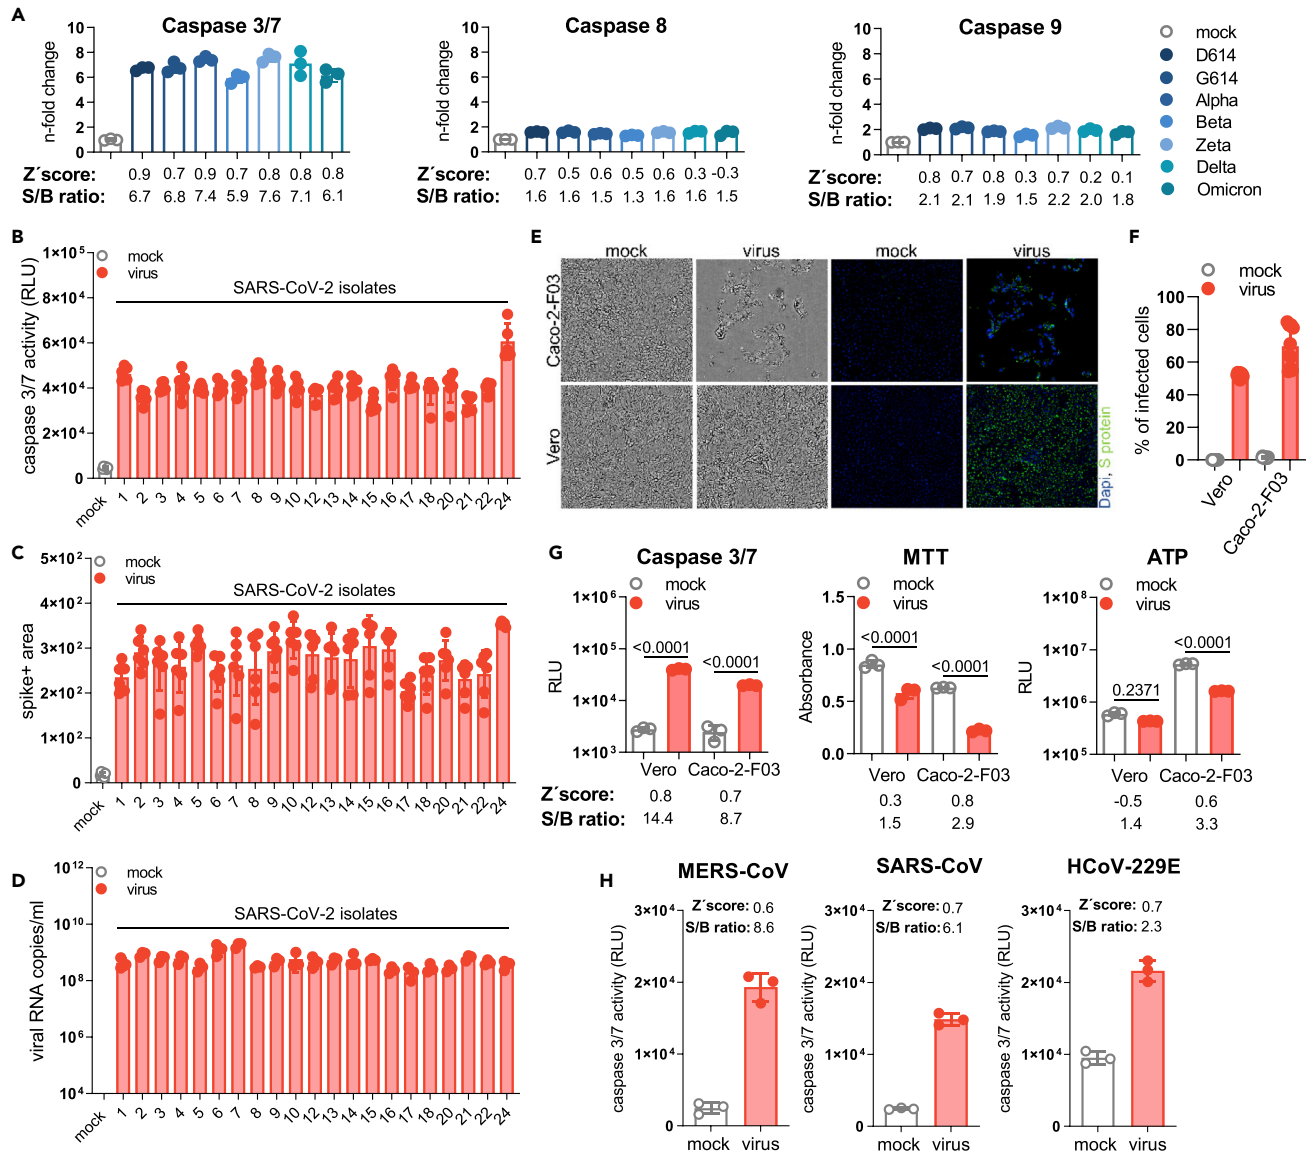 A
Caspase 3/7
n-fold change
10
8
6
4
2
0
Z´score:
0.9 0.7 0.9 0.7 0.8 0.8 0.8
S/B ratio:
6.7 6.8 7.4 5.9 7.6 7.1 6.1
Caspase 8
n-fold change
10
8
6
4
2
0
Z´score:
0.7 0.5 0.6 0.5 0.6 0.3 -0.3
S/B ratio:
1.6 1.6 1.5 1.3 1.6 1.6 1.5
Caspase 9
n-fold change
10
8
6
4
2
0
Z´score:
0.8 0.7 0.8 0.3 0.7 0.2 0.1
S/B ratio:
2.1 2.1 1.9 1.5 2.2 2.0 1.8
mock
D614
G614
Alpha
Beta
Zeta
Delta
Omicron
B
caspase 3/7 activity (RLU)
1×10⁵
8×10⁴
6×10⁴
4×10⁴
2×10⁴
0
mock
virus
SARS-CoV-2 isolates
mock 1 2 3 4 5 6 7 8 9 10 12 13 14 15 16 18 20 21 22 24
C
spike+ area
5×10²
4×10²
3×10²
2×10²
1×10²
0
mock
virus
SARS-CoV-2 isolates
mock 1 2 3 4 5 6 7 8 9 10 12 13 14 15 16 17 18 20 21 22 24
D
viral RNA copies/ml
10¹²
10¹⁰
10⁸
10⁶
10⁴
mock
virus
SARS-CoV-2 isolates
mock 1 2 3 4 5 6 7 8 9 10 12 13 14 15 16 17 18 20 21 22 24
E
mock virus mock virus
Caco-2-F03
Vero
Dapi, S protein
F
mock
virus
% of infected cells
100
80
60
40
20
0
Vero
Caco-2-F03
G
Caspase 3/7
mock
virus
RLU
1×10⁶
1×10⁵
1×10⁴
1×10³
<0.0001
<0.0001
Vero Caco-2-F03
Z´score: 0.8 0.7
S/B ratio: 14.4 8.7
MTT
mock
virus
Absorbance
1.5
1.0
0.5
0.0
<0.0001
<0.0001
Vero Caco-2-F03
0.3 0.8
1.5 2.9
ATP
mock
virus
RLU
1×10⁸
1×10⁷
1×10⁶
1×10⁵
0.2371
<0.0001
Vero Caco-2-F03
-0.5 0.6
1.4 3.3
H
MERS-CoV
Z´score: 0.6
S/B ratio: 8.6
caspase 3/7 activity (RLU)
3×10⁴
2×10⁴
1×10⁴
0
mock virus
SARS-CoV
Z´score: 0.7
S/B ratio: 6.1
caspase 3/7 activity (RLU)
3×10⁴
2×10⁴
1×10⁴
0
mock virus
HCoV-229E
Z´score: 0.7
S/B ratio: 2.3
caspase 3/7 activity (RLU)
3×10⁴
2×10⁴
1×10⁴
0
mock virus